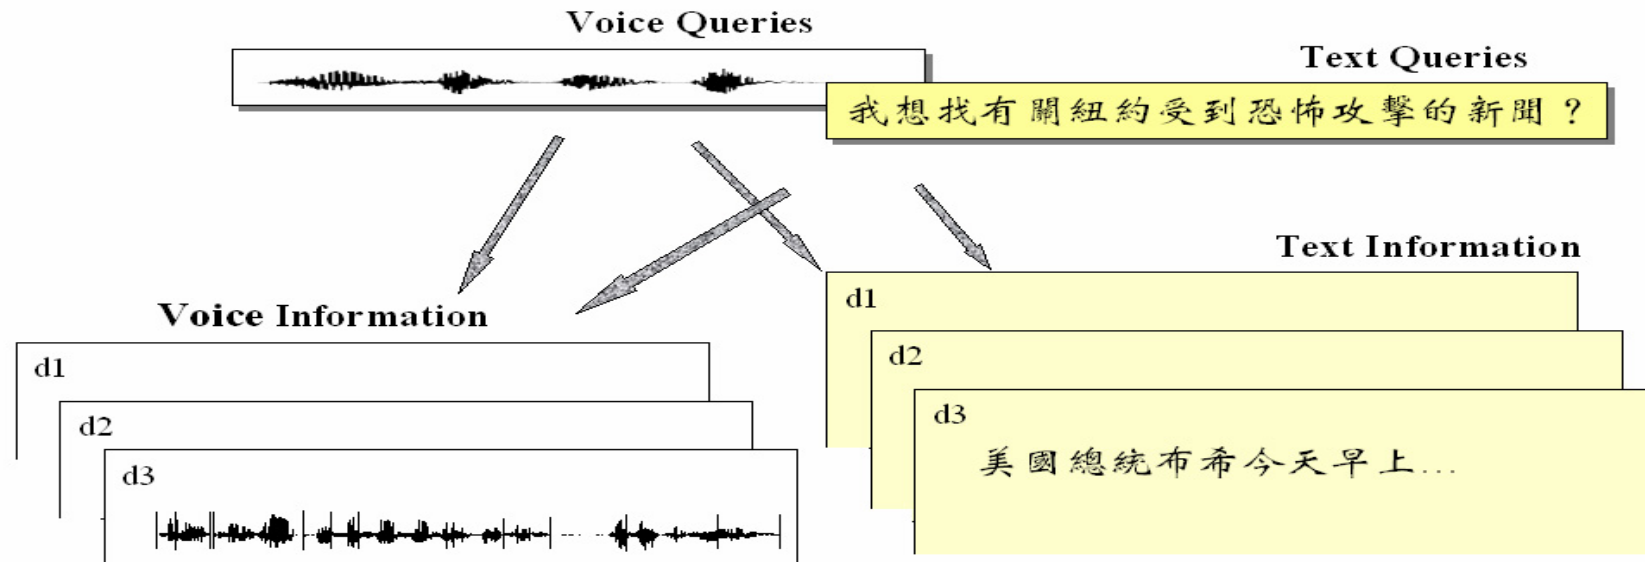 Voice Queries
Text Queries
我想找有關紐約受到恐怖攻擊的新聞？
Text Information
Voice Information
d1
d2
d3
d1
d2
d3
美國總統布希今天早上...